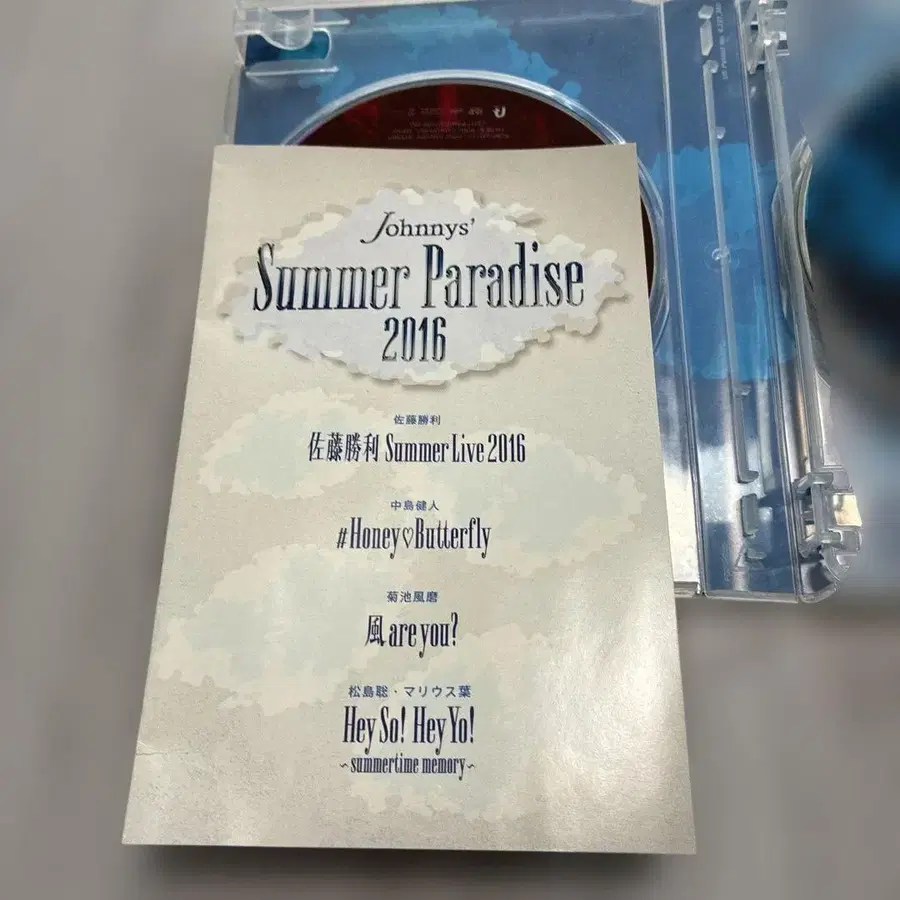 Johnnys'
Summer Paradise
2016
佐藤勝利
佐藤勝利 Summer Live 2016
中島健人
#Honey♡Butterfly
菊池風磨
風 are you?
松島聡・マリウス葉
Hey So! Hey Yo!
~summertime memory~